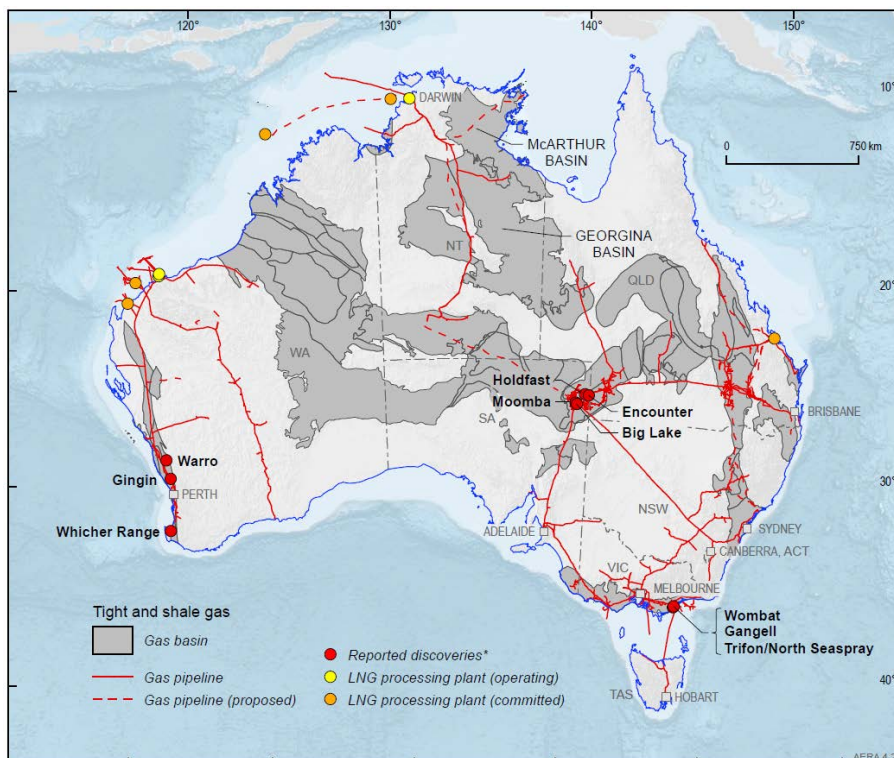 120°
130°
140°
150°
10°
DARWIN
McARTHUR
BASIN
0
750 km
GEORGINA
BASIN
NT
20°
QLD
WA
Holdfast
Moomba
Encounter
Big Lake
SA
BRISBANE
Warro
Gingin
PERTH
30°
NSW
Whicher Range
ADELAIDE
SYDNEY
CANBERRA, ACT
VIC
MELBOURNE
Wombat
Gangell
Trifon/North Seaspray
Tight and shale gas
Gas basin
Gas pipeline
Gas pipeline (proposed)
Reported discoveries*
LNG processing plant (operating)
LNG processing plant (committed)
TAS
HOBART
40°